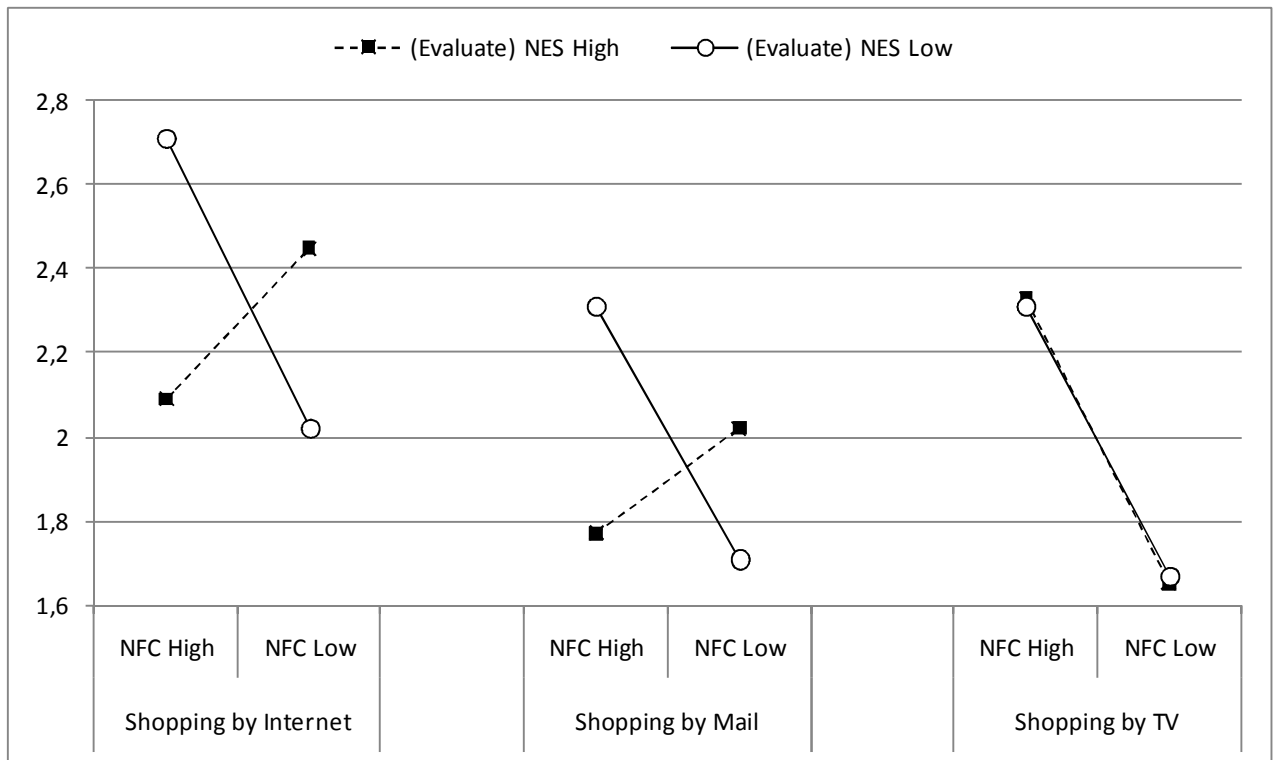 (Evaluate) NES High (Evaluate) NES Low
2,8
2,6
2,4
2,2
2
1,8
1,6
NFC High NFC Low NFC High NFC Low NFC High NFC Low
Shopping by Internet Shopping by Mail Shopping by TV